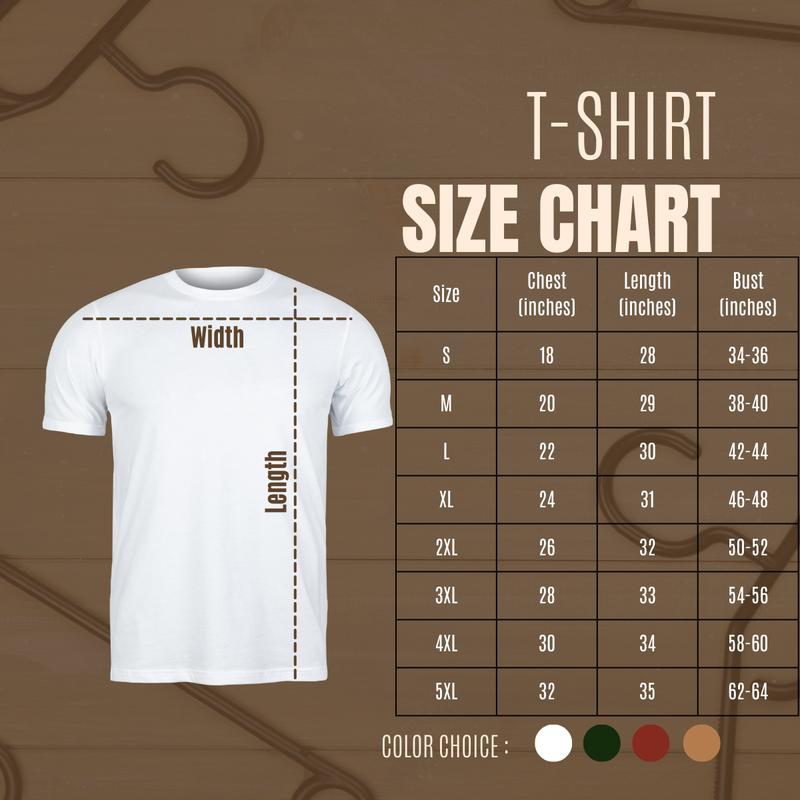 T-SHIRT
SIZE CHART
Size Chest (inches) Length (inches) Bust (inches)
S 18 28 34-36
M 20 29 38-40
L 22 30 42-44
XL 24 31 46-48
2XL 26 32 50-52
3XL 28 33 54-56
4XL 30 34 58-60
5XL 32 35 62-64
Width
Length
COLOR CHOICE :